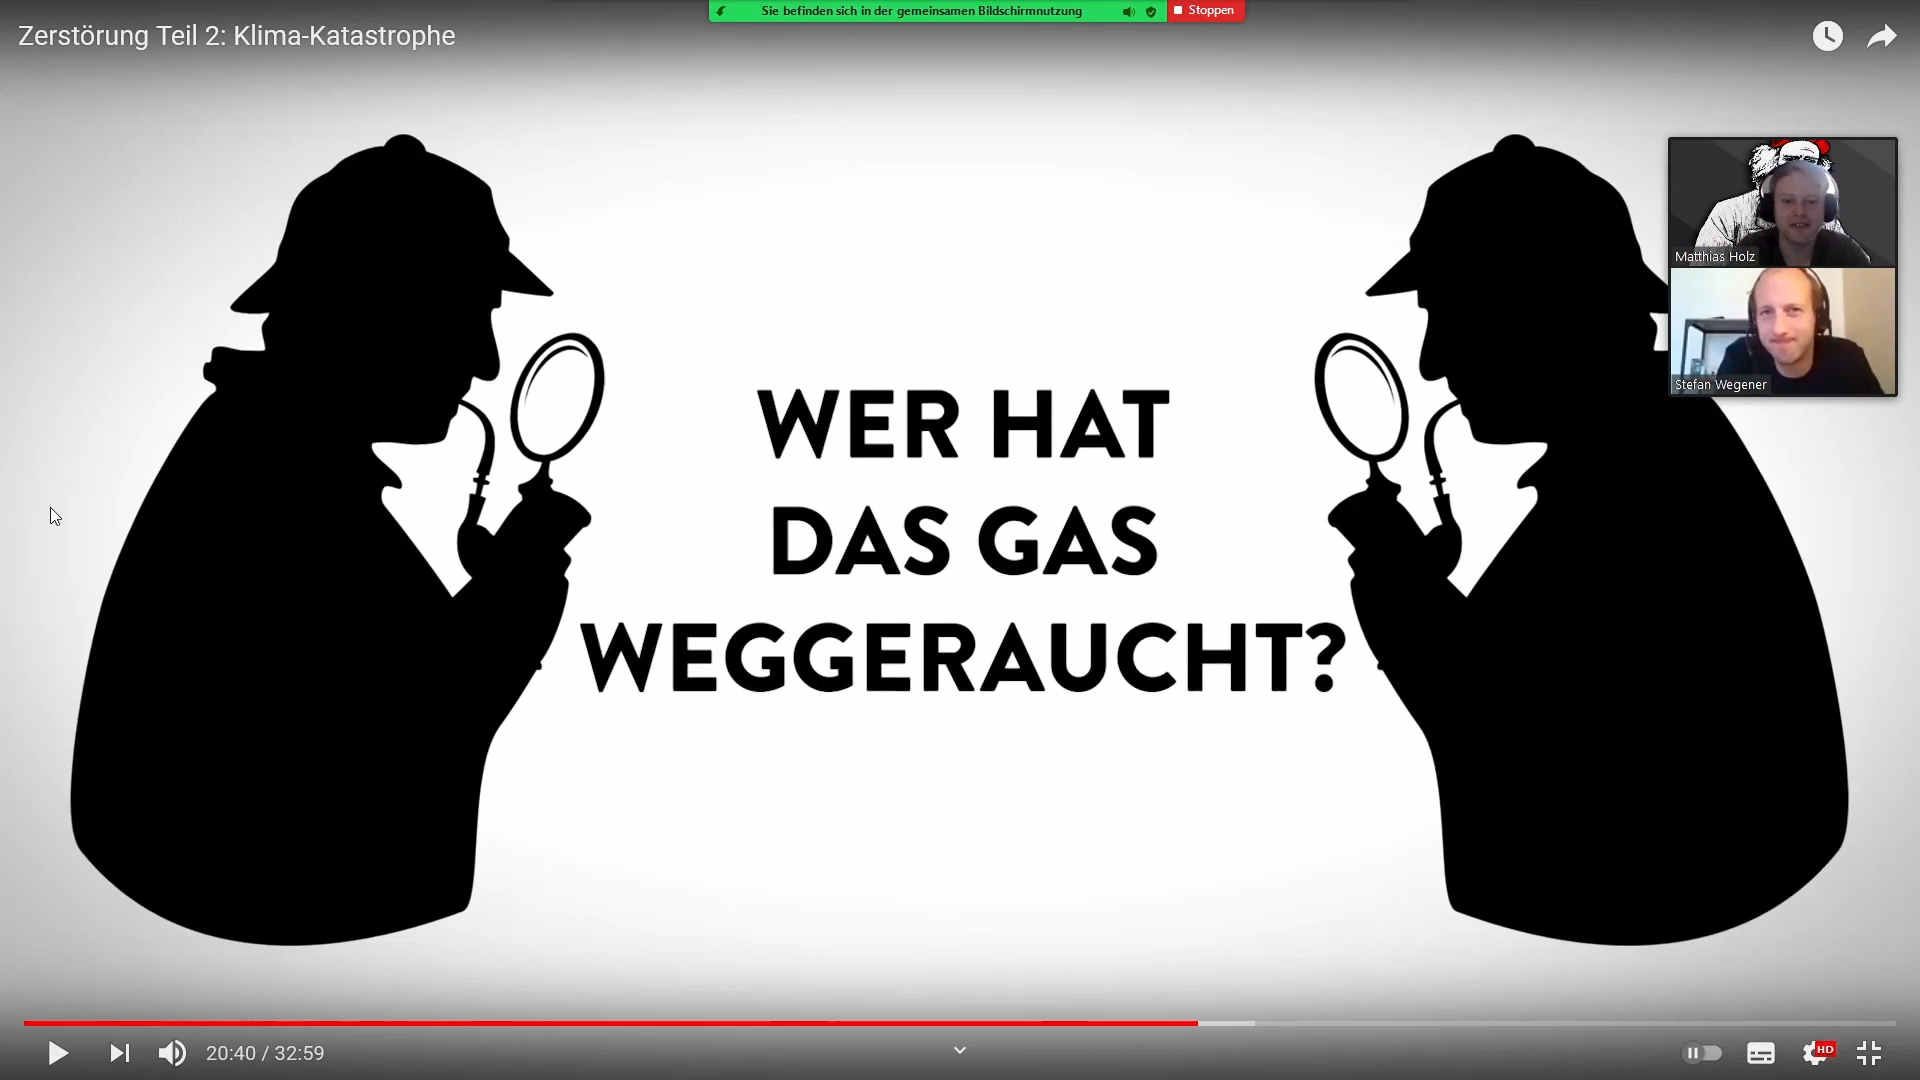 Sie befinden sich in der gemeinsamen Bildschirmnutzung
Stoppen
Zerstörung Teil 2: Klima-Katastrophe
Matthias Holz
Stefan Wegener
WER HAT
DAS GAS
WEGGERAUCHT?
20:40 / 32:59
HD